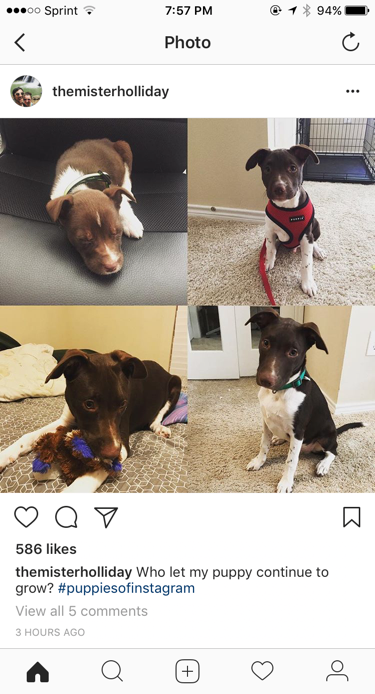 Sprint 7:57 PM 94%
Photo
themisterholliday
586 likes
themisterholliday Who let my puppy continue to
grow? #puppiesofinstagram
View all 5 comments
3 HOURS AGO